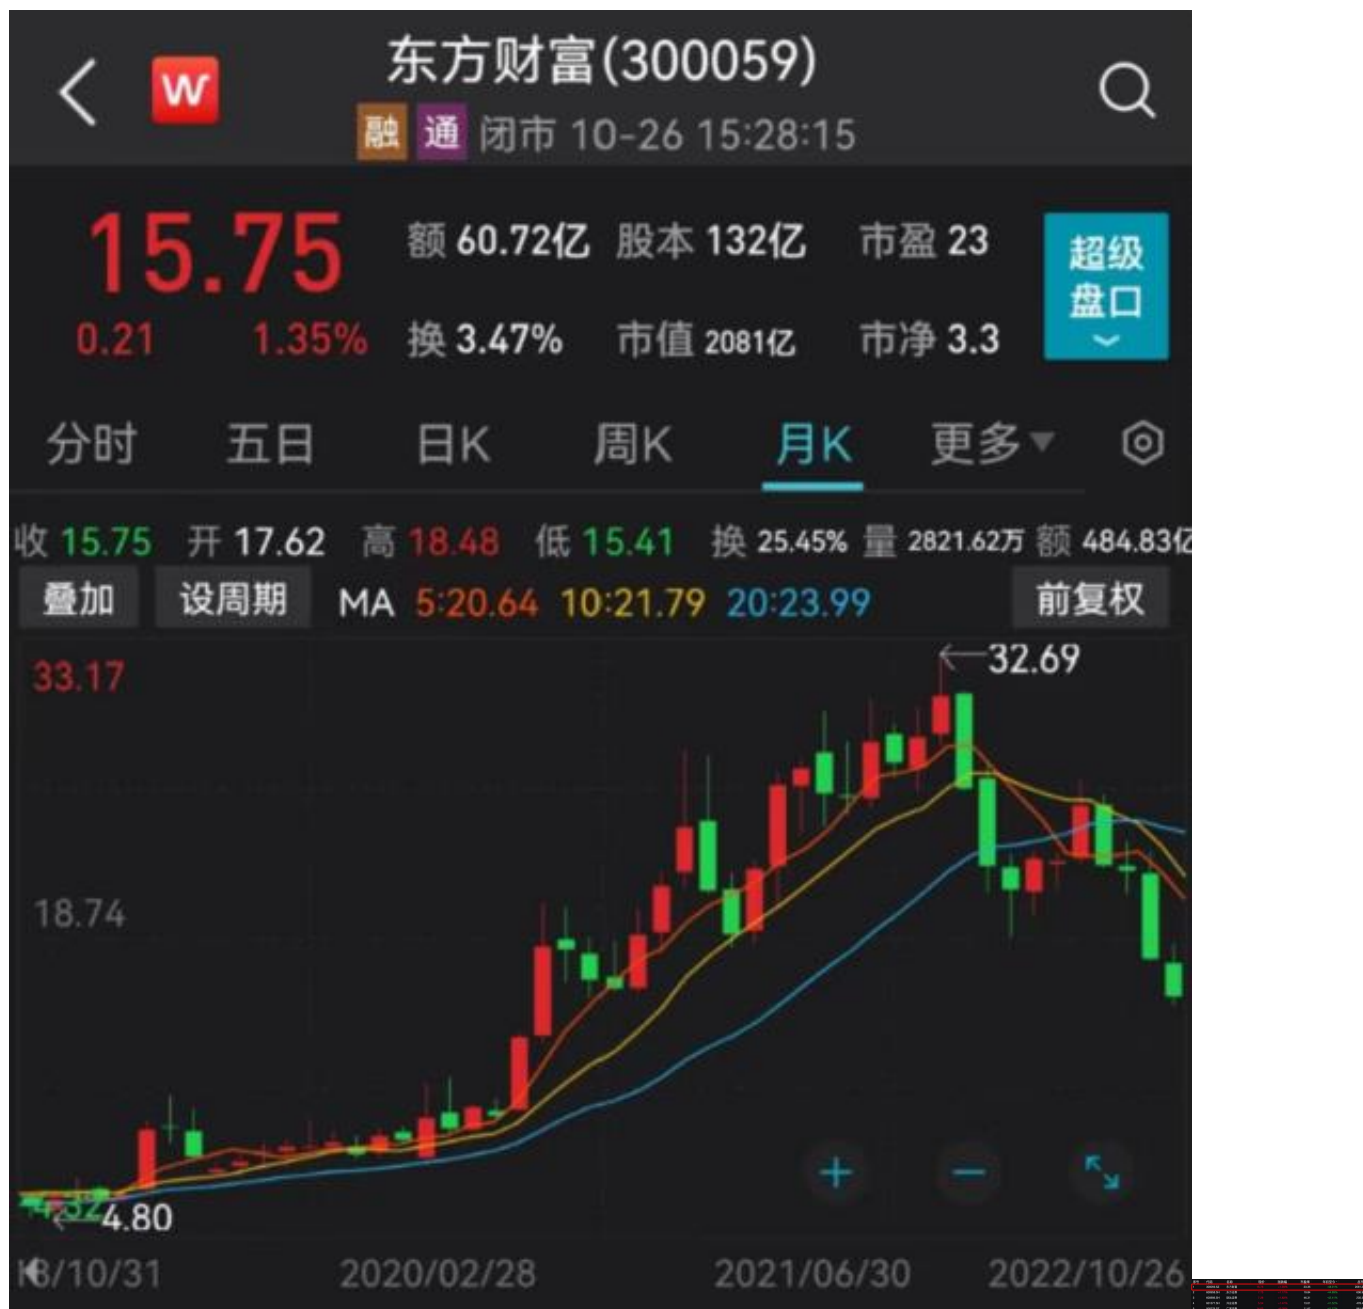 W
东方财富(300059)
融 通 闭市 10-26 15:28:15
15.75
额 60.72亿 股本 132亿 市盈 23
超级
盘口
0.21 1.35% 换 3.47% 市值 2081亿 市净 3.3
分时 五日 日K 周K 月K 更多
收 15.75 开 17.62 高 18.48 低 15.41 换 25.45% 量 2821.62万 额 484.83亿
叠加 设周期 MA 5:20.64 10:21.79 20:23.99 前复权
33.17
32.69
18.74
4.32
4.80
18/10/31 2020/02/28 2021/06/30 2022/10/26